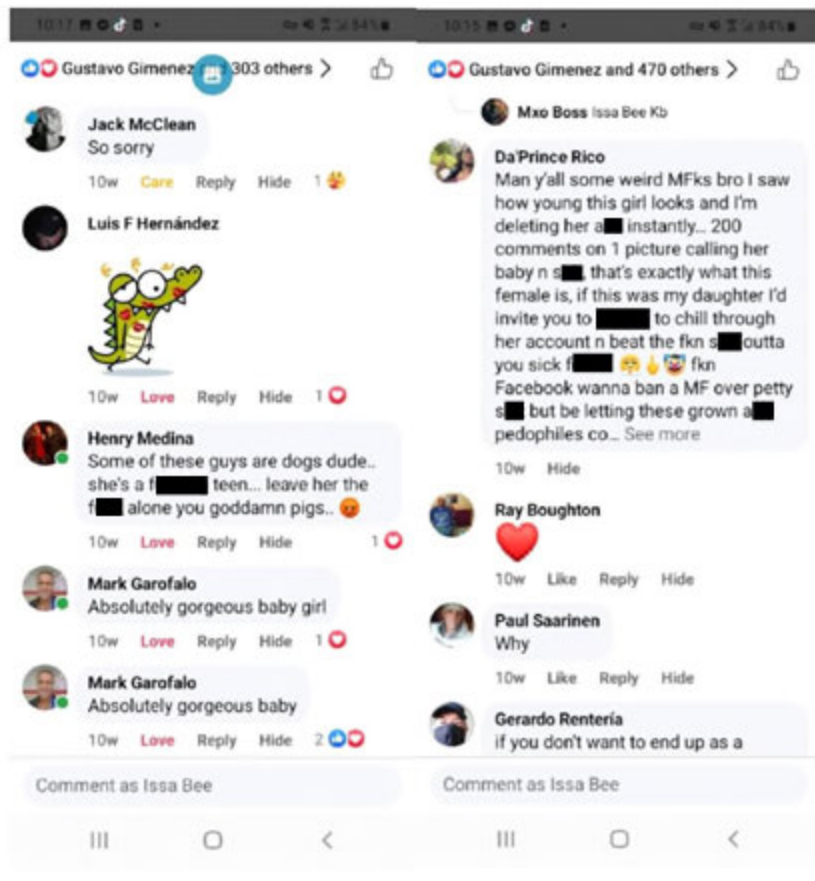 10:17
84%
Gustavo Gimenez and 303 others >
Jack McClean
So sorry
10w Care Reply Hide 1
Luis F Hernández
10w Love Reply Hide 1
Henry Medina
Some of these guys are dogs dude..
she's a f teen... leave her the
f alone you goddamn pigs..
10w Love Reply Hide 1
Mark Garofalo
Absolutely gorgeous baby girl
10w Love Reply Hide 1
Mark Garofalo
Absolutely gorgeous baby
10w Love Reply Hide 2
Comment as Issa Bee
10:15
84%
Gustavo Gimenez and 470 others >
Mxo Boss Issa Bee Kb
Da'Prince Rico
Man y'all some weird MFks bro I saw
how young this girl looks and I'm
deleting her a instantly... 200
comments on 1 picture calling her
baby n s, that's exactly what this
female is, if this was my daughter I'd
invite you to to chill through
her account n beat the fkn s outta
you sick f fkn
Facebook wanna ban a MF over petty
s but be letting these grown a
pedophiles co... See more
10w Hide
Ray Boughton
10w Like Reply Hide
Paul Saarinen
Why
10w Like Reply Hide
Gerardo Rentería
if you don't want to end up as a
Comment as Issa Bee